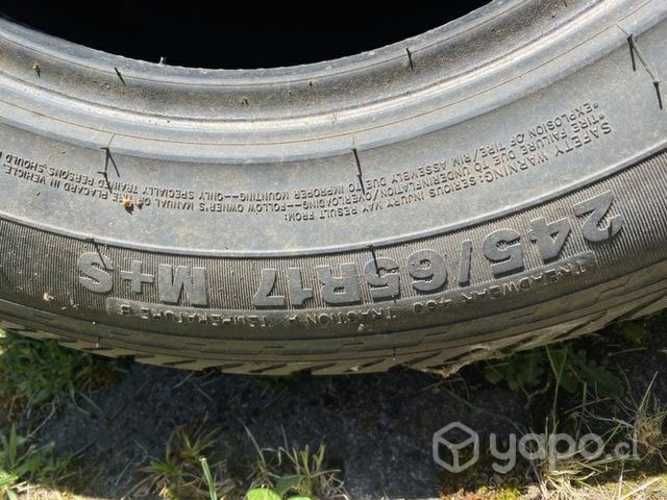 SAFETY WARNING: SERIOUS INJURY MAY RESULT FROM:
*TIRE FAILURE DUE TO UNDERINFLATION/OVERLOADING--FOLLOW OWNER'S MANUAL OR TIRE PLACARD IN VEHICLE.
*EXPLOSION OF TIRE/RIM ASSEMBLY DUE TO IMPROPER MOUNTING--ONLY SPECIALLY TRAINED PERSONS SHOULD
245/65R17 M+S
TREADWEAR TRACTION TEMPERATURE B
yapo.cl